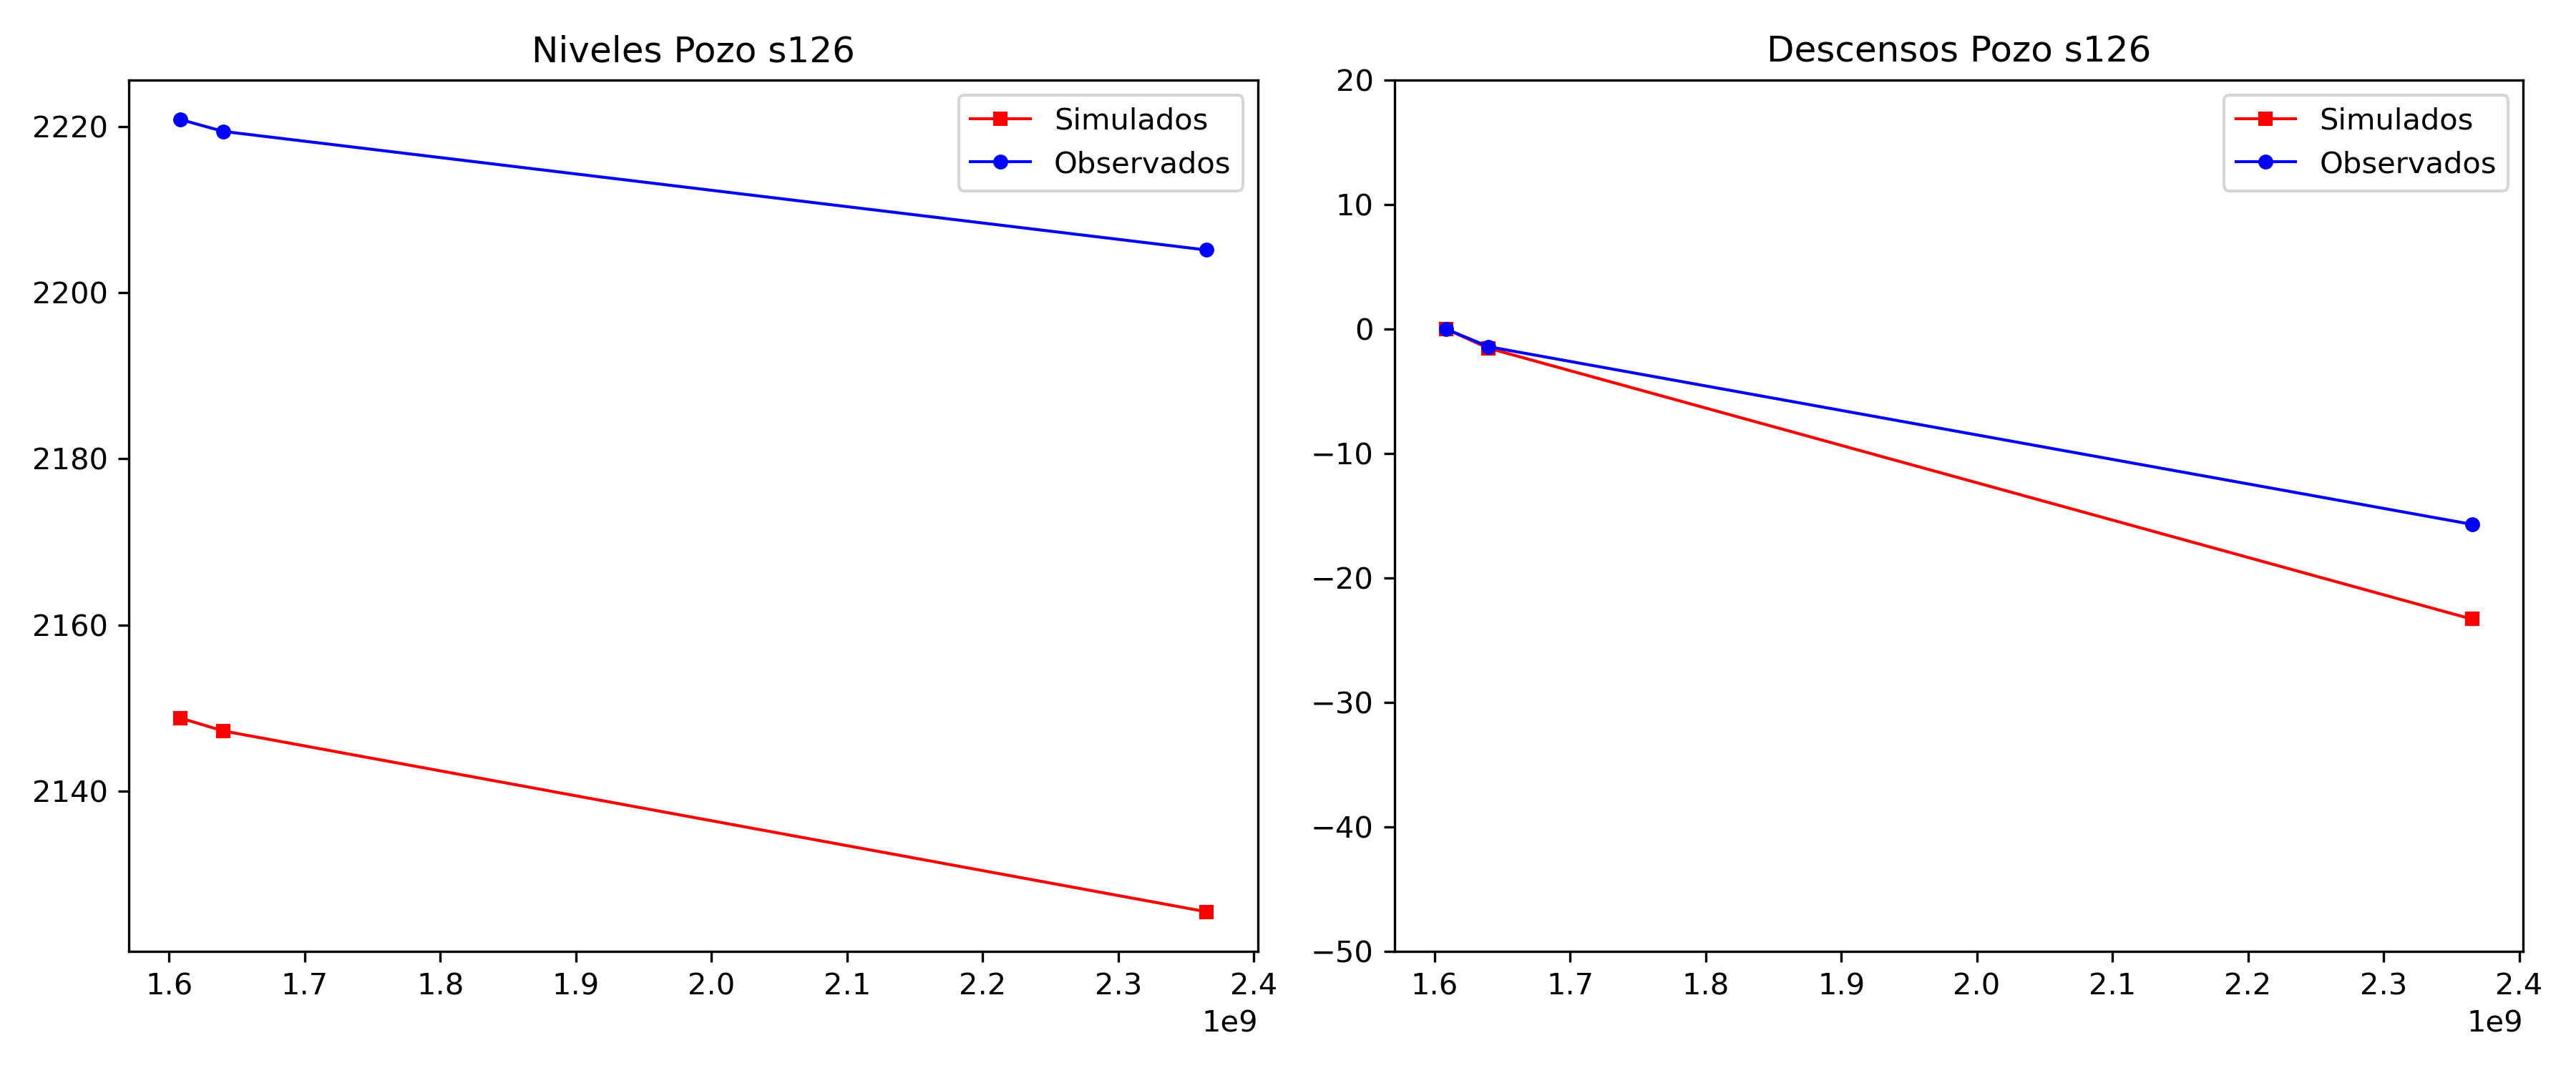 Niveles Pozo s126
Simulados
Observados
2220
2200
2180
2160
2140
1.6 1.7 1.8 1.9 2.0 2.1 2.2 2.3 2.4
1e9
Descensos Pozo s126
Simulados
Observados
20
10
0
−10
−20
−30
−40
−50
1.6 1.7 1.8 1.9 2.0 2.1 2.2 2.3 2.4
1e9